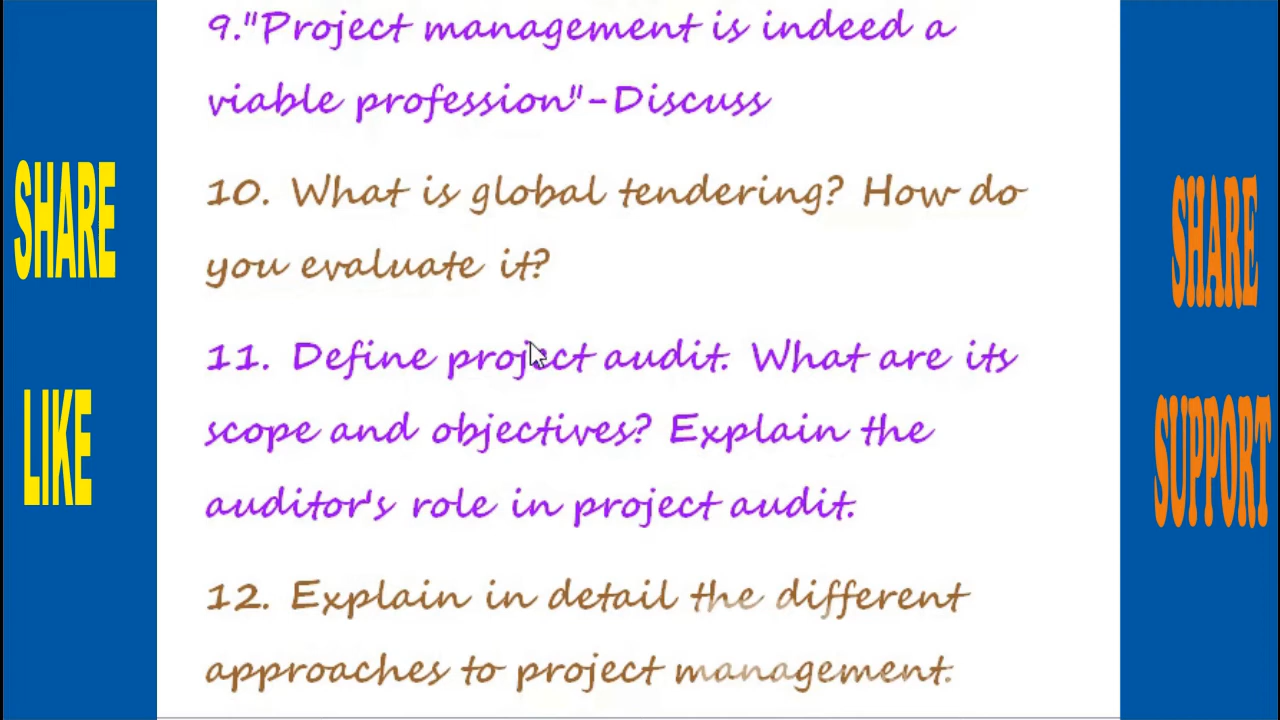 9."Project management is indeed a
viable profession"-Discuss
10. What is global tendering? How do
you evaluate it?
11. Define project audit. What are its
scope and objectives? Explain the
auditor's role in project audit.
12. Explain in detail the different
approaches to project management.
SHARE
LIKE
SHARE
SUPPORT